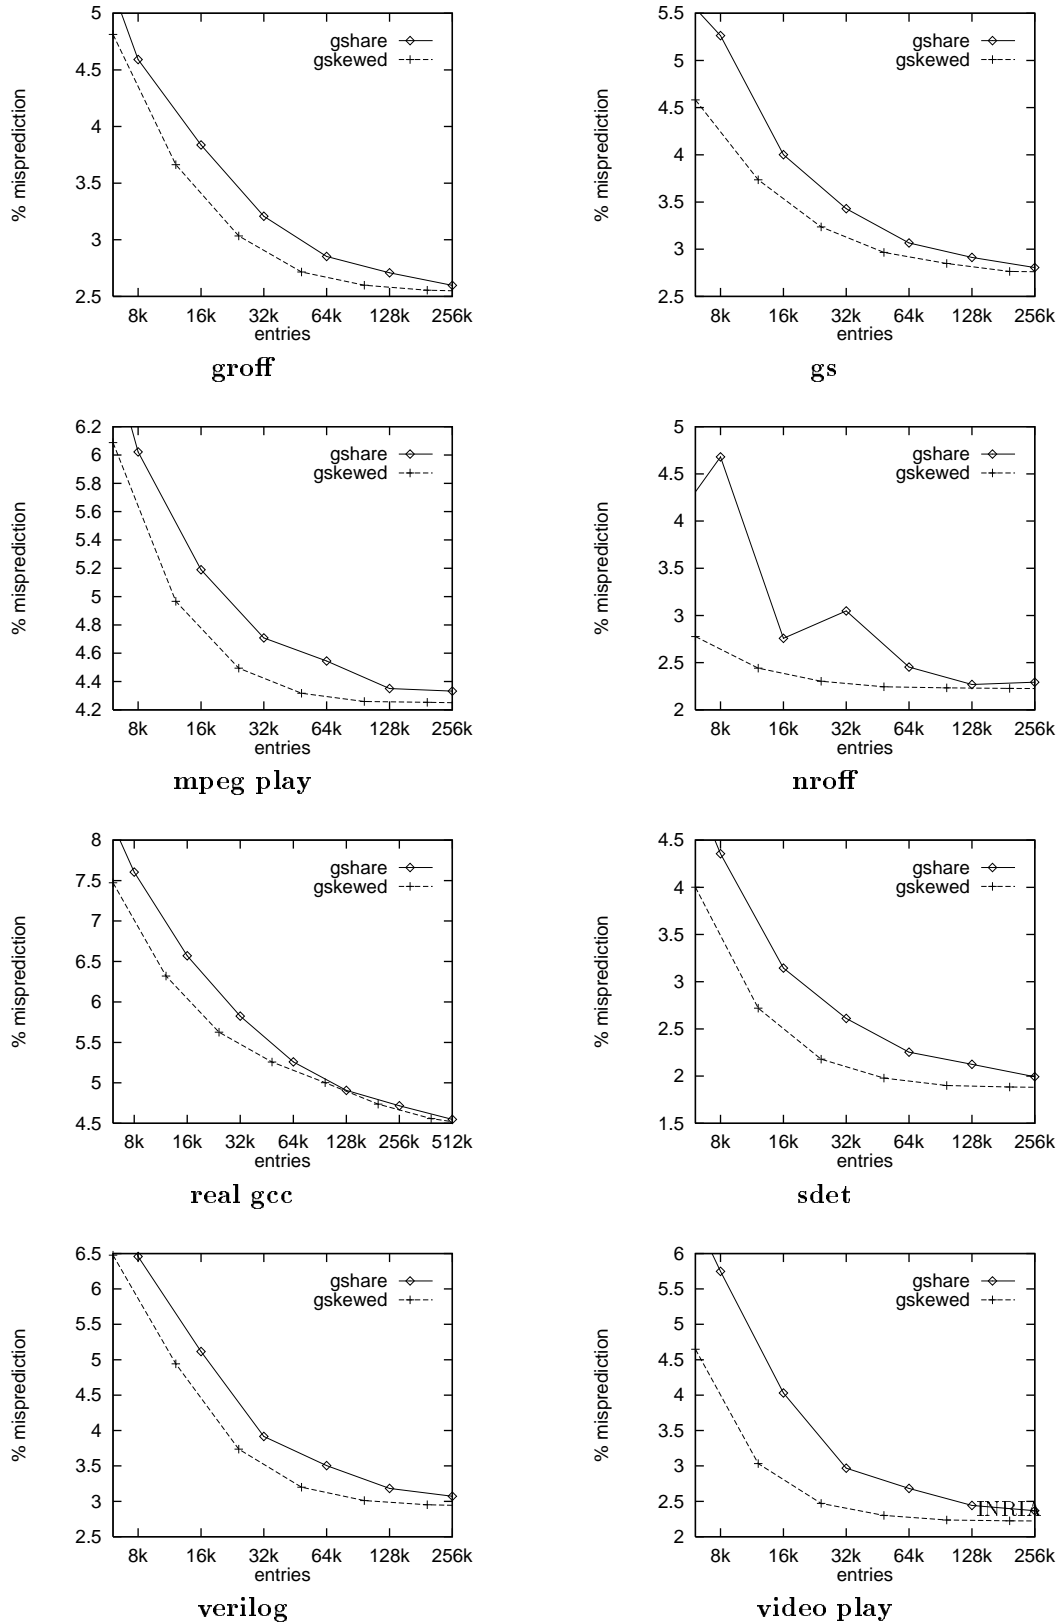 5
4.5
4
3.5
3
2.5
% misprediction
gshare
gskewed
8k 16k 32k 64k 128k 256k
entries
groff
5.5
5
4.5
4
3.5
3
2.5
% misprediction
gshare
gskewed
8k 16k 32k 64k 128k 256k
entries
gs
6.2
6
5.8
5.6
5.4
5.2
5
4.8
4.6
4.4
4.2
% misprediction
gshare
gskewed
8k 16k 32k 64k 128k 256k
entries
mpeg play
5
4.5
4
3.5
3
2.5
2
% misprediction
gshare
gskewed
8k 16k 32k 64k 128k 256k
entries
nroff
8
7.5
7
6.5
6
5.5
5
4.5
% misprediction
gshare
gskewed
8k 16k 32k 64k 128k 256k 512k
entries
real gcc
4.5
4
3.5
3
2.5
2
1.5
% misprediction
gshare
gskewed
8k 16k 32k 64k 128k 256k
entries
sdet
6.5
6
5.5
5
4.5
4
3.5
3
2.5
% misprediction
gshare
gskewed
8k 16k 32k 64k 128k 256k
entries
verilog
6
5.5
5
4.5
4
3.5
3
2.5
2
% misprediction
gshare
gskewed
INRIA
8k 16k 32k 64k 128k 256k
entries
video play